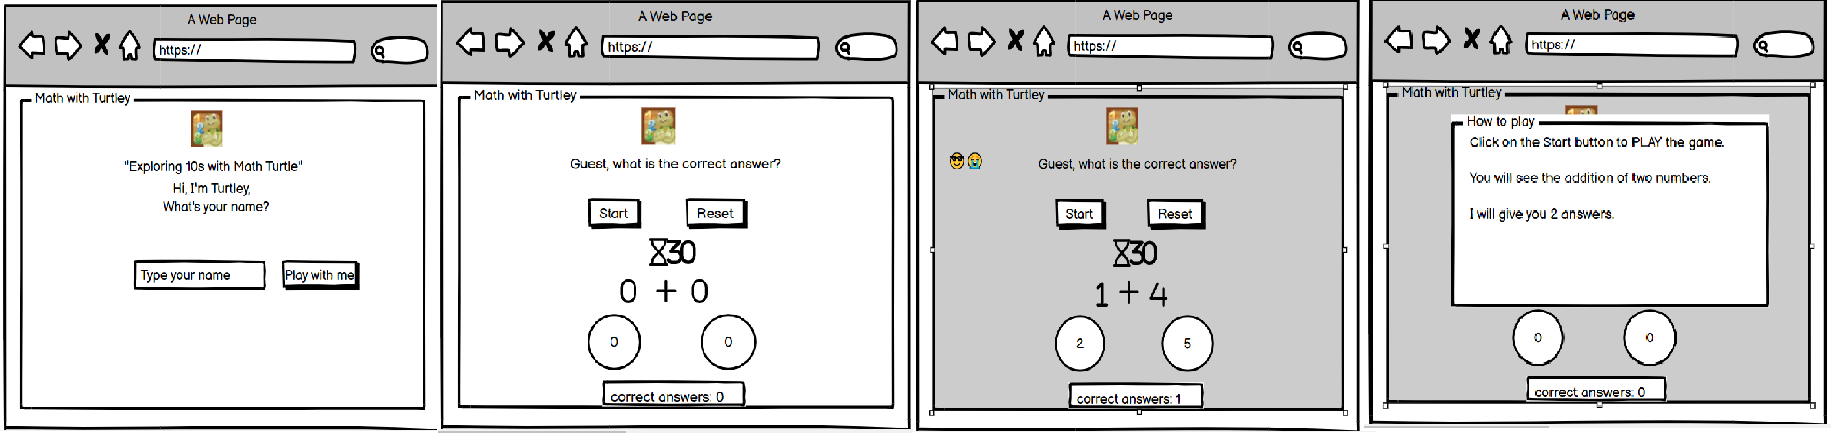 A Web Page
https://
Math with Turtley
"Exploring 10s with Math Turtle"
Hi, I'm Turtley,
What's your name?
Type your name
Play with me
A Web Page
https://
Math with Turtley
Guest, what is the correct answer?
Start
Reset
30
0 + 0
0
0
correct answers: 0
A Web Page
https://
Math with Turtley
Guest, what is the correct answer?
Start
Reset
30
1 + 4
2
5
correct answers: 1
A Web Page
https://
Math with Turtley
How to play
Click on the Start button to PLAY the game.
You will see the addition of two numbers.
I will give you 2 answers.
0
0
correct answers: 0